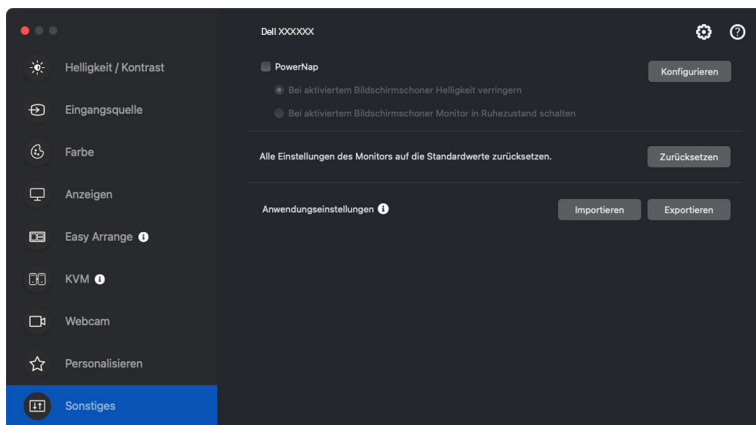 Dell XXXXXX
Helligkeit / Kontrast
Eingangsquelle
Farbe
Anzeigen
Easy Arrange
KVM
Webcam
Personalisieren
Sonstiges
PowerNap
Konfigurieren
Bei aktiviertem Bildschirmschoner Helligkeit verringern
Bei aktiviertem Bildschirmschoner Monitor in Ruhezustand schalten
Alle Einstellungen des Monitors auf die Standardwerte zurücksetzen.
Zurücksetzen
Anwendungseinstellungen
Importieren
Exportieren